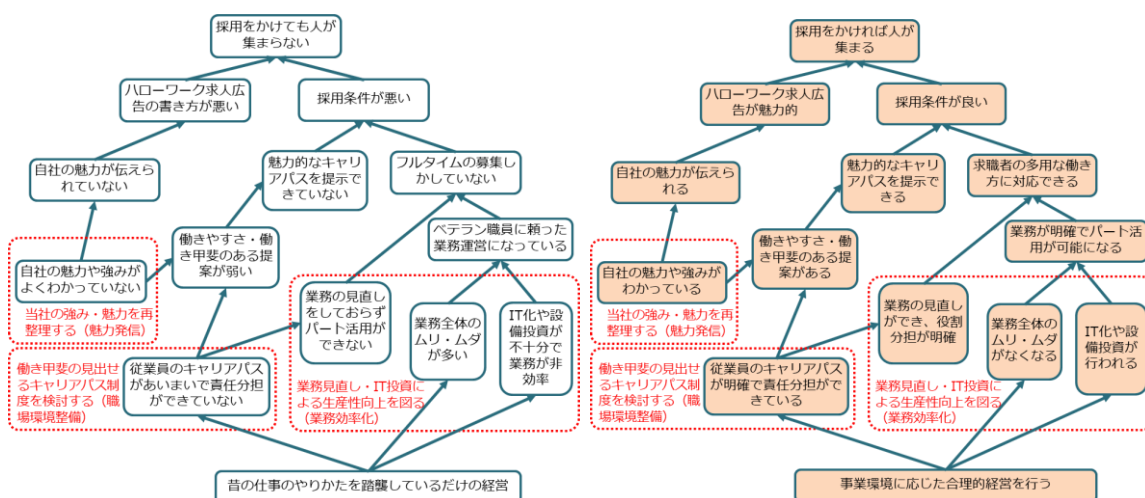 採用をかけても人が
集まらない
ハローワーク求人広
告の書き方が悪い
採用条件が悪い
自社の魅力が伝えら
れていない
魅力的なキャリ
アパスを提示で
きていない
フルタイムの募集し
かしていない
働きやすさ・働
き甲斐のある提
案が弱い
ベテラン職員に頼った
業務運営になっている
自社の魅力や強みが
よくわかっていない
当社の強み・魅力を再
整理する（魅力発信）
業務の見直し
をしておらず
パート活用が
できない
業務全体の
ムリ・ムダ
が多い
IT化や設
備投資が
不十分で
業務が非
効率
働き甲斐の見出せ
るキャリアパス制
度を検討する（職
場環境整備）
従業員のキャリアパス
があいまいで責任分担
ができていない
業務見直し・IT投資に
よる生産性向上を図る
（業務効率化）
昔の仕事のやりかたを踏襲しているだけの経営
採用をかければ人が
集まる
ハローワーク求人広
告が魅力的
採用条件が良い
自社の魅力が伝えら
れる
魅力的なキャリ
アパスを提示で
きる
求職者の多用な働き
方に対応できる
働きやすさ・働
き甲斐のある提
案がある
業務が明確でパート活
用が可能になる
自社の魅力や強みが
わかっている
当社の強み・魅力を再
整理する（魅力発信）
業務の見直し
ができ、役割
分担が明確
業務全体の
ムリ・ムダ
がなくなる
IT化や設
備投資が
行われる
働き甲斐の見出せ
るキャリアパス制
度を検討する（職
場環境整備）
従業員のキャリアパス
が明確で責任分担がで
きている
業務見直し・IT投資に
よる生産性向上を図る
（業務効率化）
事業環境に応じた合理的経営を行う